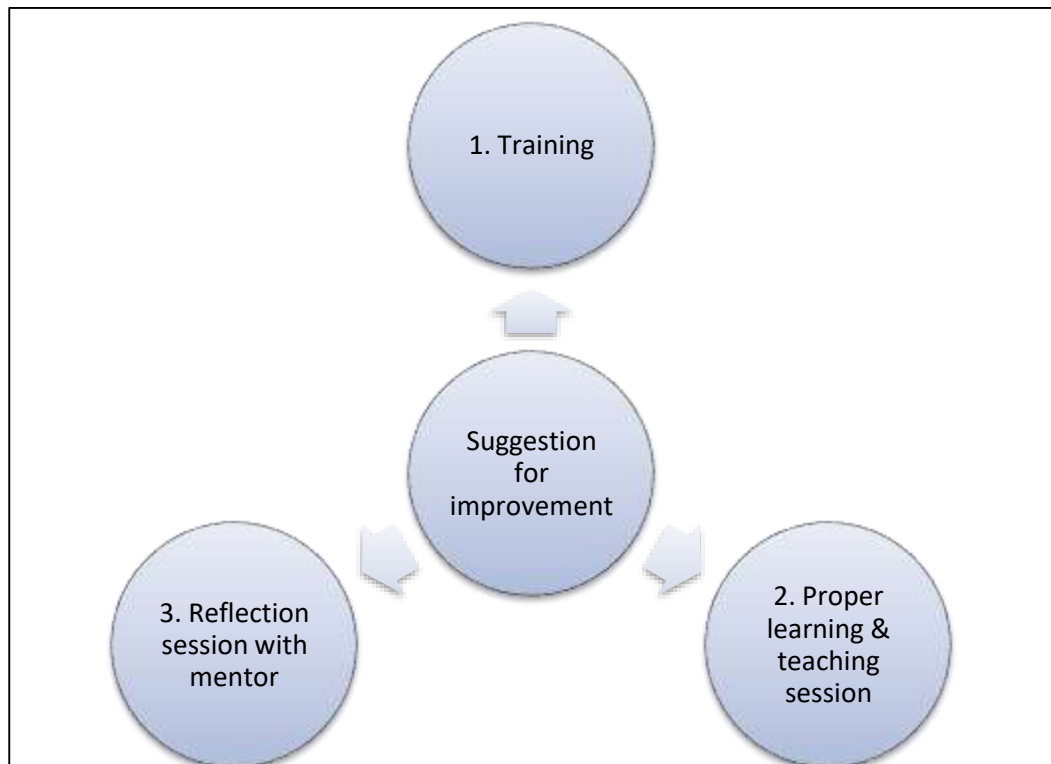 1. Training
Suggestion
for
improvement
2. Proper
learning &
teaching
session
3. Reflection
session with
mentor